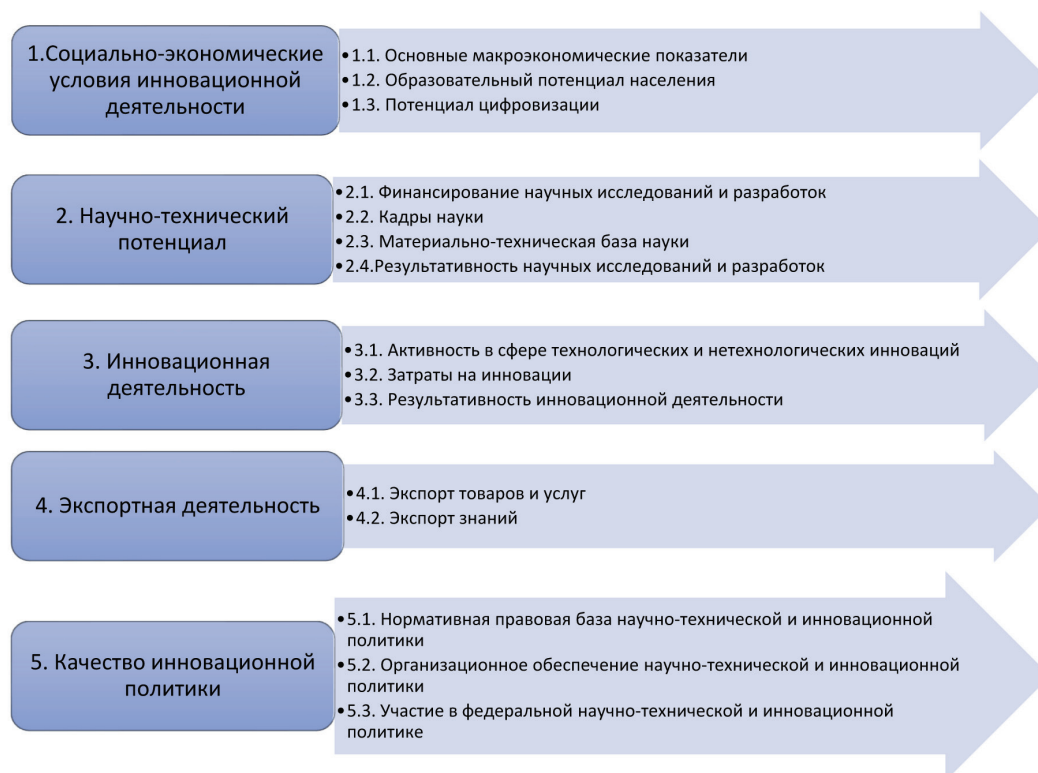 1.Социально-экономические
условия инновационной
деятельности
•1.1. Основные макроэкономические показатели
•1.2. Образовательный потенциал населения
•1.3. Потенциал цифровизации
2. Научно-технический
потенциал
•2.1. Финансирование научных исследований и разработок
•2.2. Кадры науки
•2.3. Материально-техническая база науки
•2.4.Результативность научных исследований и разработок
3. Инновационная
деятельность
•3.1. Активность в сфере технологических и нетехнологических инноваций
•3.2. Затраты на инновации
•3.3. Результативность инновационной деятельности
4. Экспортная деятельность
•4.1. Экспорт товаров и услуг
•4.2. Экспорт знаний
5. Качество инновационной
политики
•5.1. Нормативная правовая база научно-технической и инновационной
политики
•5.2. Организационное обеспечение научно-технической и инновационной
политики
•5.3. Участие в федеральной научно-технической и инновационной
политике